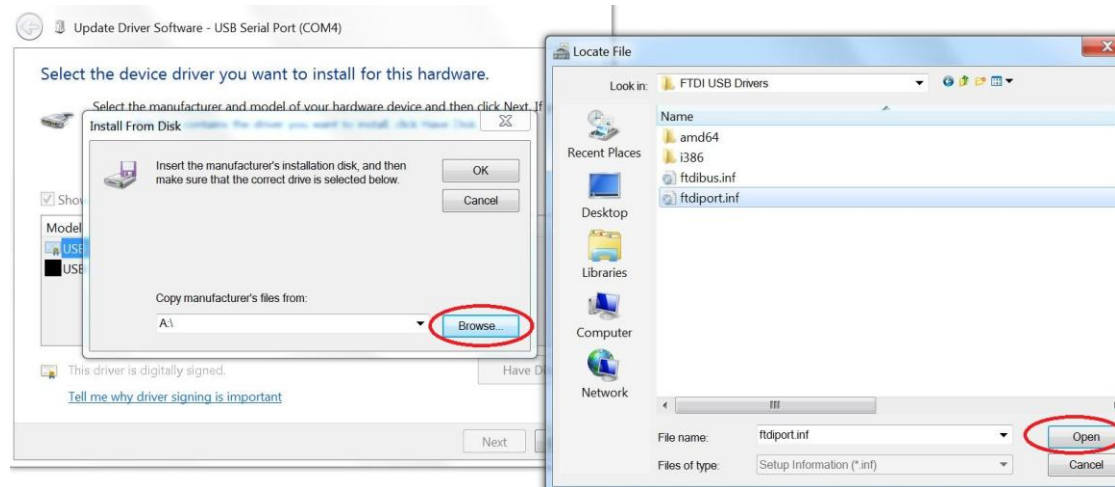 Update Driver Software - USB Serial Port (COM4)
Select the device driver you want to install for this hardware.
Select the manufacturer and model of your hardware device and then click Next. If
Install From Disk
Insert the manufacturer's installation disk, and then
make sure that the correct drive is selected below.
OK
Cancel
Show
Model
USB
USB
Copy manufacturer's files from:
A:\
Browse...
This driver is digitally signed.
Have Di
Tell me why driver signing is important
Next
Locate File
Look in:
FTDI USB Drivers
Name
Recent Places
Desktop
Libraries
Computer
Network
amd64
i386
ftdibus.inf
ftdiport.inf
File name:
ftdiport.inf
Open
Files of type:
Setup Information (*.inf)
Cancel